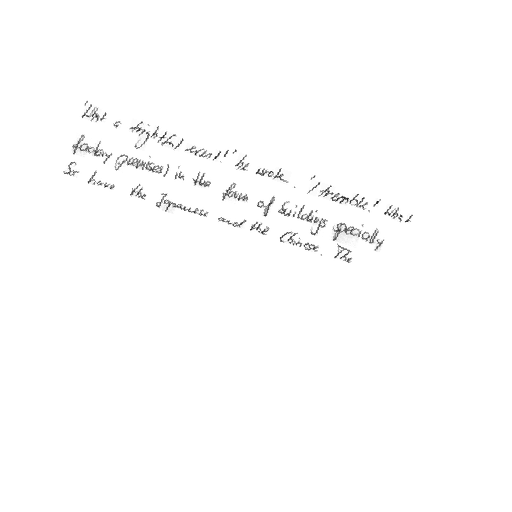 'What a frightful scene!' he wrote. 'I tremble. What
factory premises) in the form of buildings specially
So have the Japanese and the Chinese. The